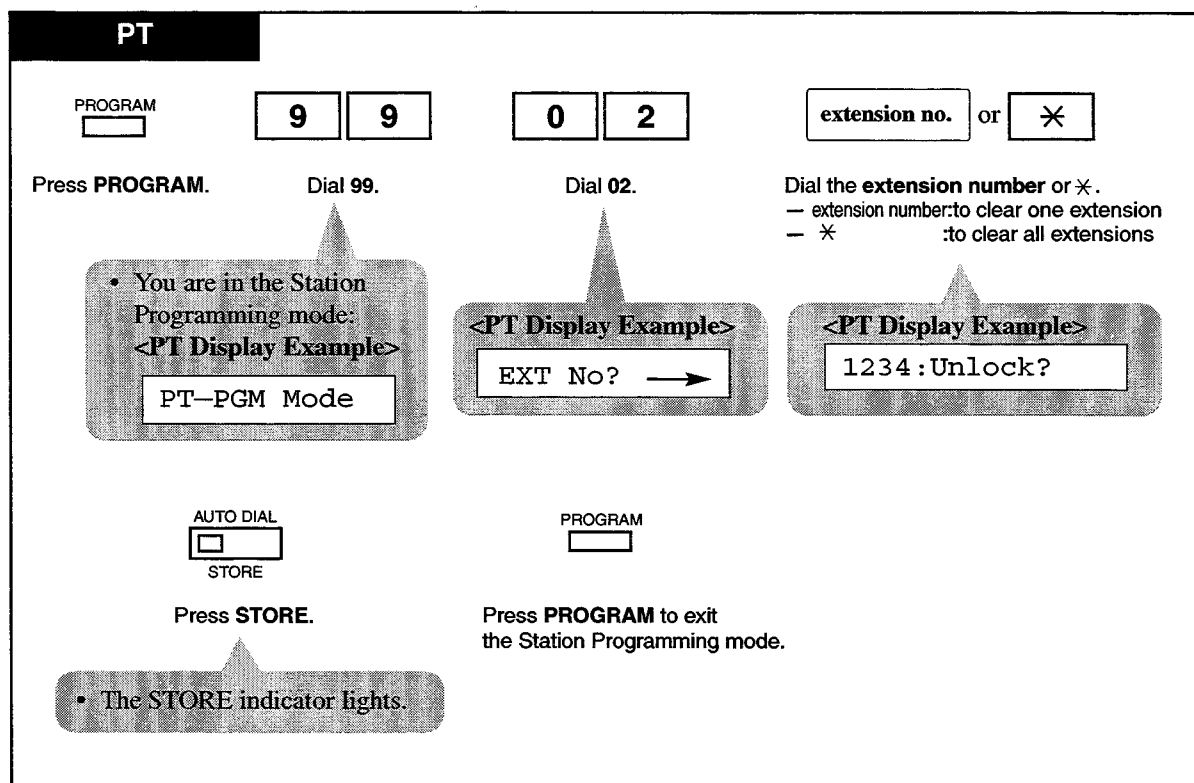 PT
PROGRAM
9 9
0 2
extension no. or ✳
Press PROGRAM.
Dial 99.
Dial 02.
Dial the extension number or ✳.
— extension number:to clear one extension
— ✳ :to clear all extensions
• You are in the Station
Programming mode:
<PT Display Example>
PT—PGM Mode
<PT Display Example>
EXT No? →
<PT Display Example>
1234:Unlock?
AUTO DIAL
STORE
Press STORE.
• The STORE indicator lights.
PROGRAM
Press PROGRAM to exit
the Station Programming mode.